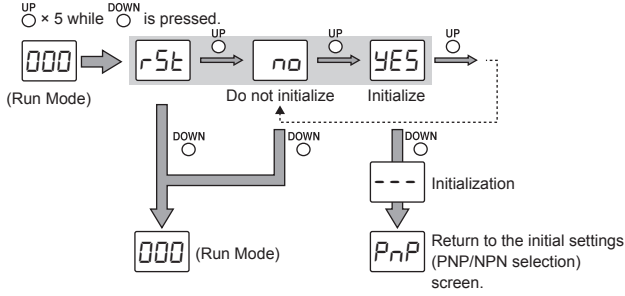 UP × 5 while DOWN is pressed.
UP UP UP
000 rSt no YES
(Run Mode) Do not initialize Initialize
DOWN DOWN DOWN
--- Initialization
000 (Run Mode) PnP Return to the initial settings
(PNP/NPN selection)
screen.